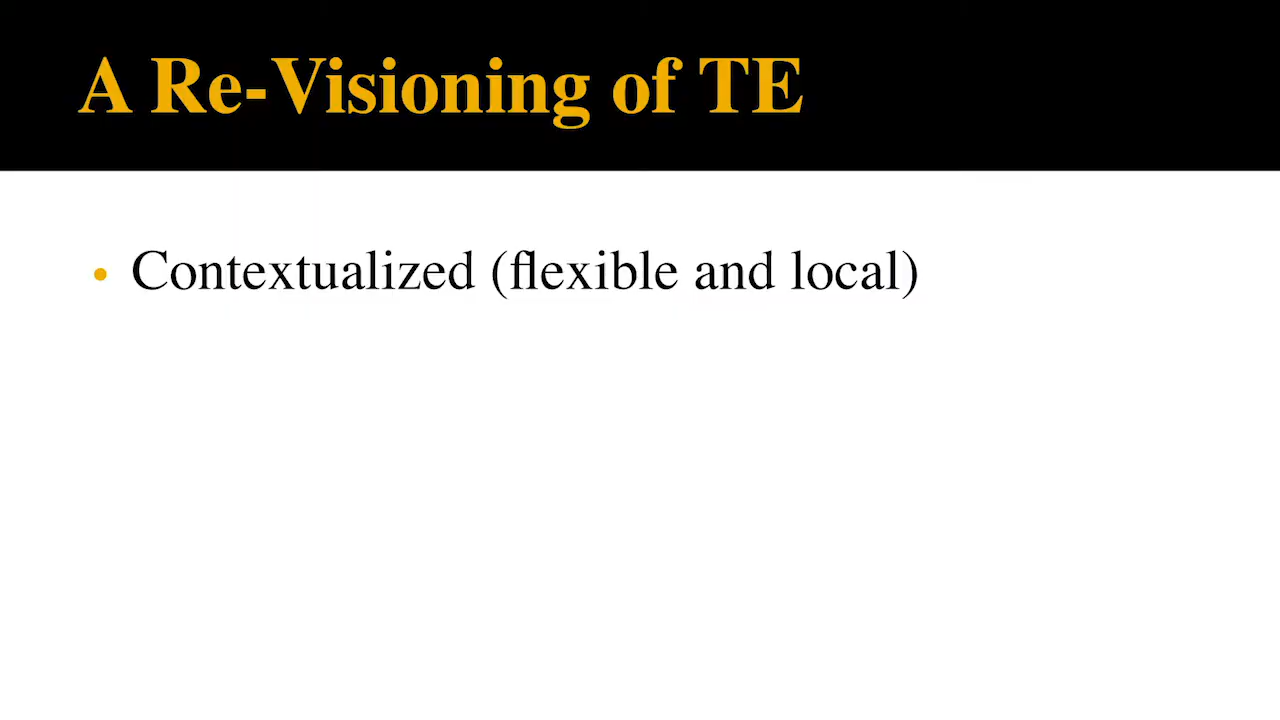 A Re-Visioning of TE
• Contextualized (flexible and local)